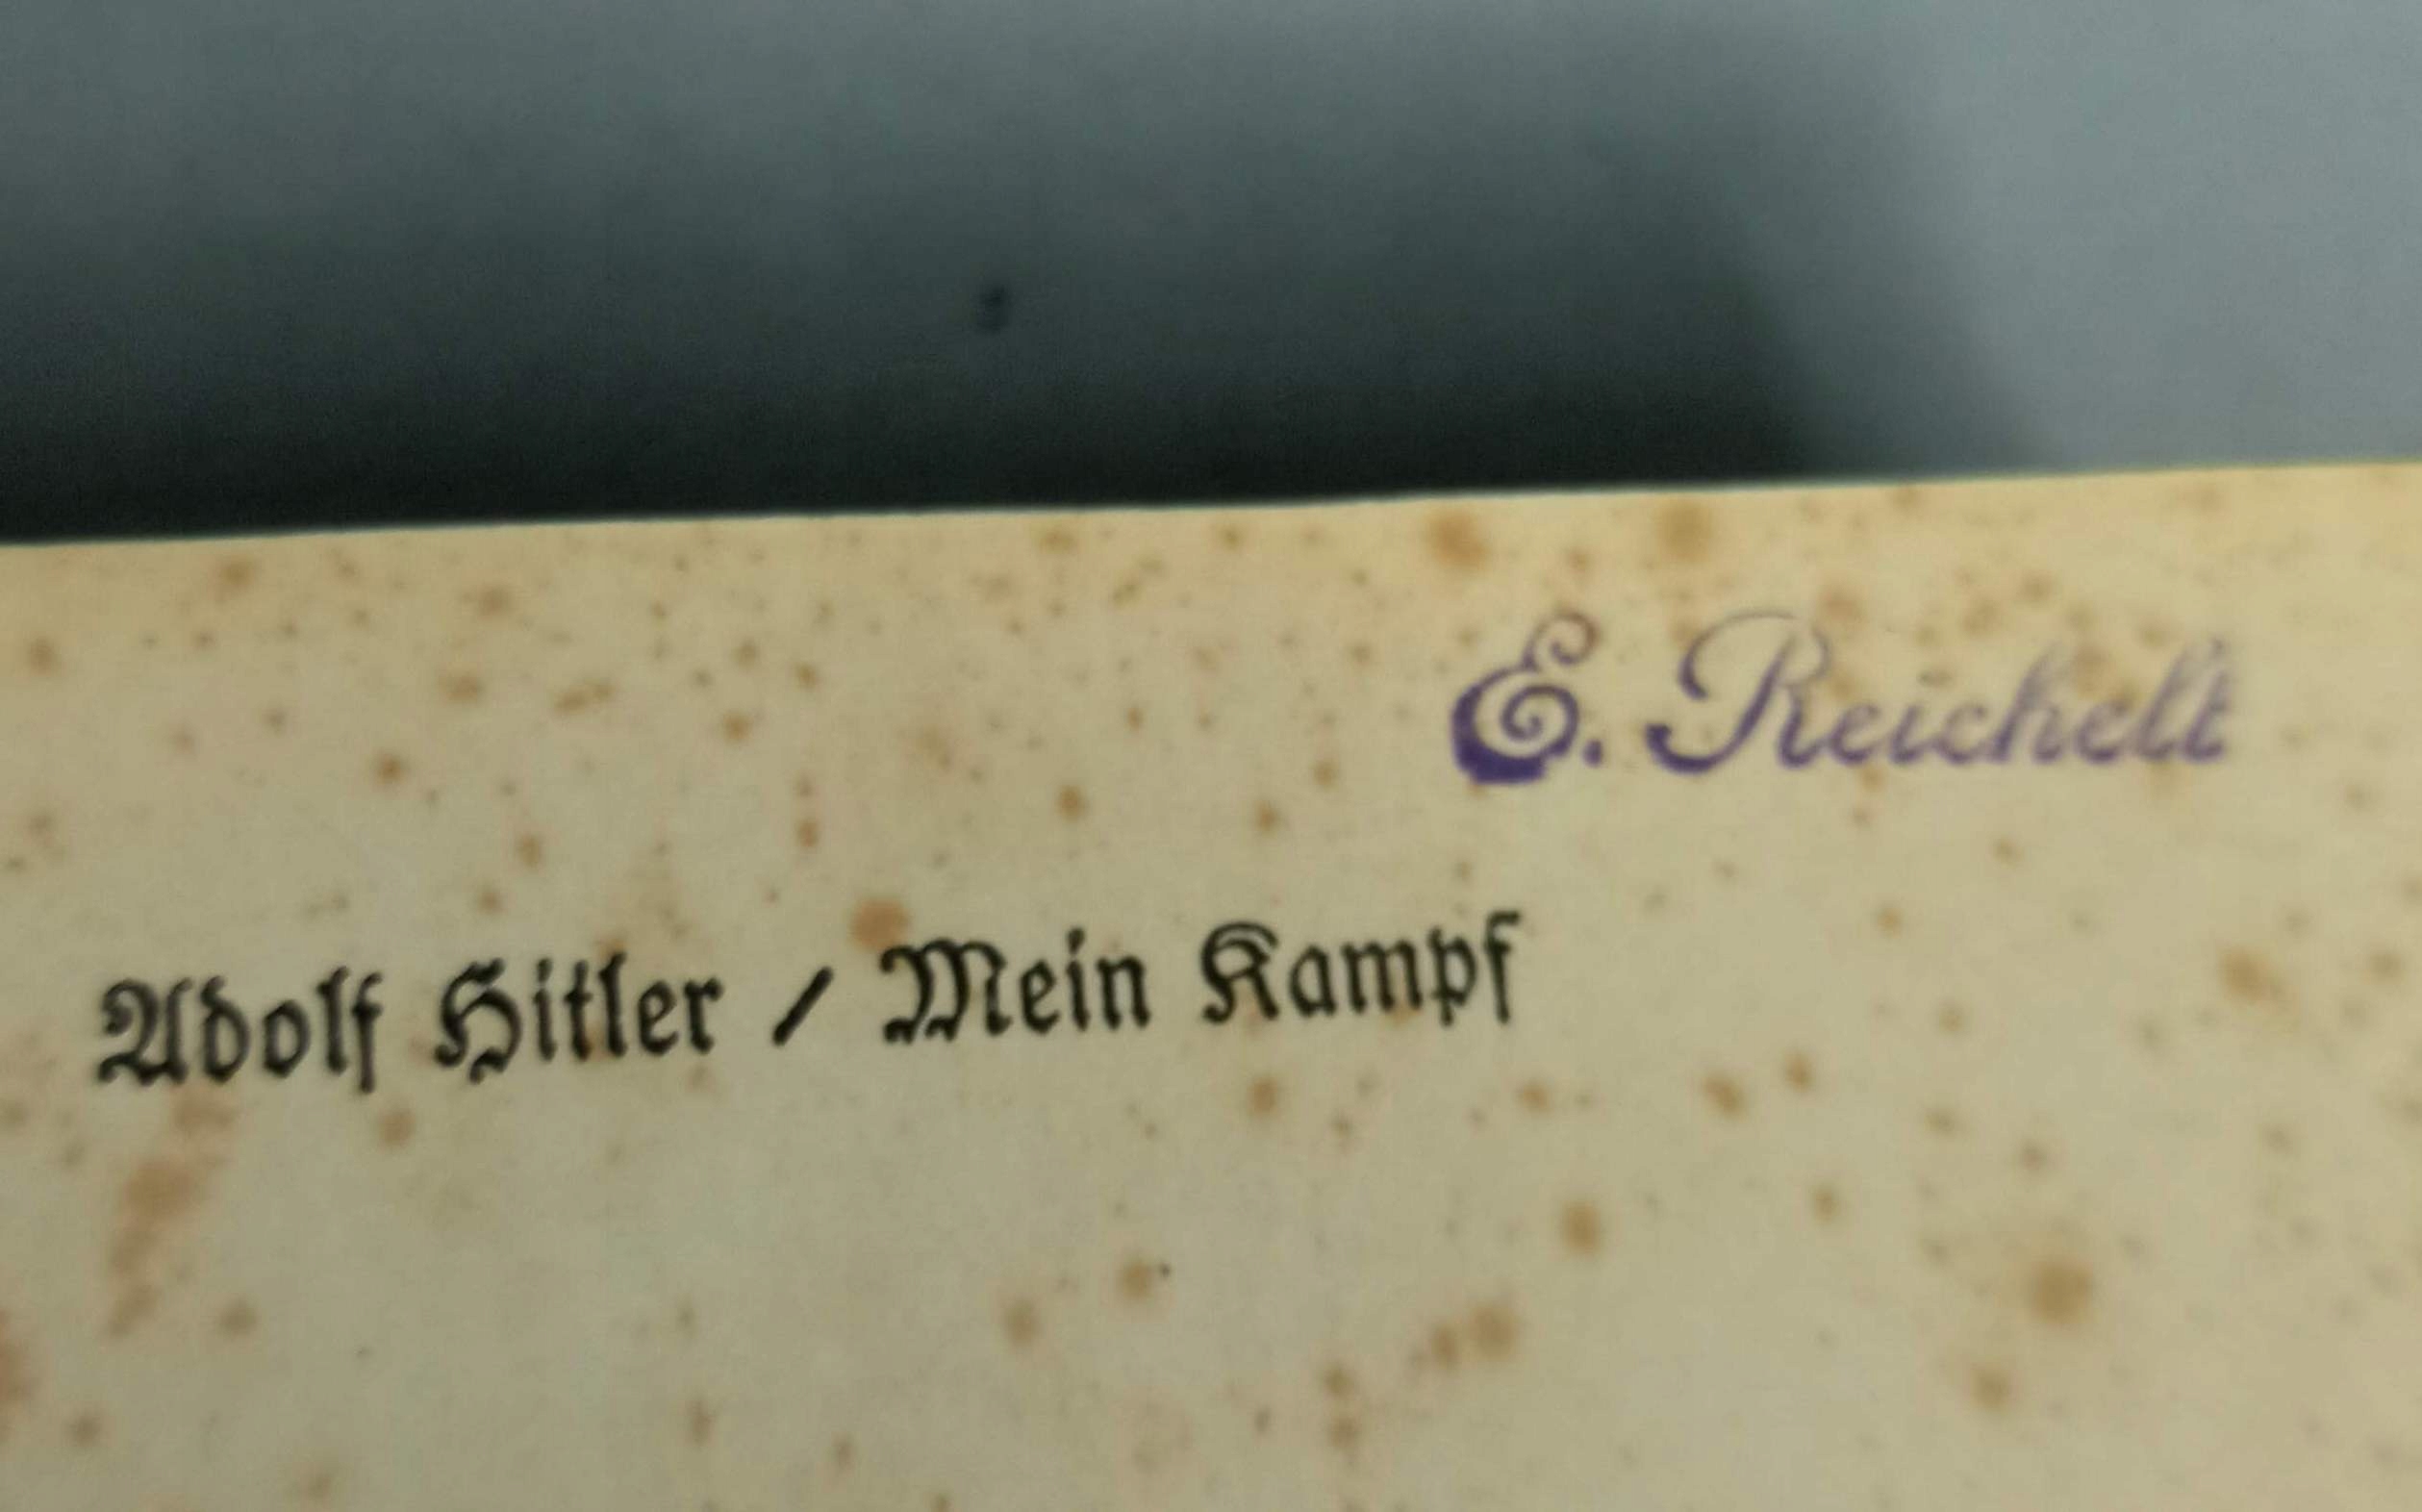 E. Reichelt
Adolf Hitler / Mein Kampf